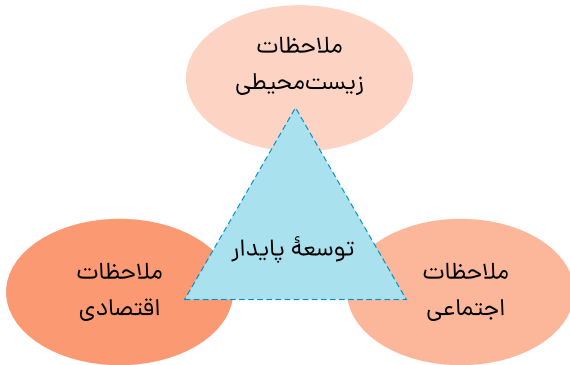 ملاحظات
زیست‌محیطی
توسعهٔ پایدار
ملاحظات
اجتماعی
ملاحظات
اقتصادی